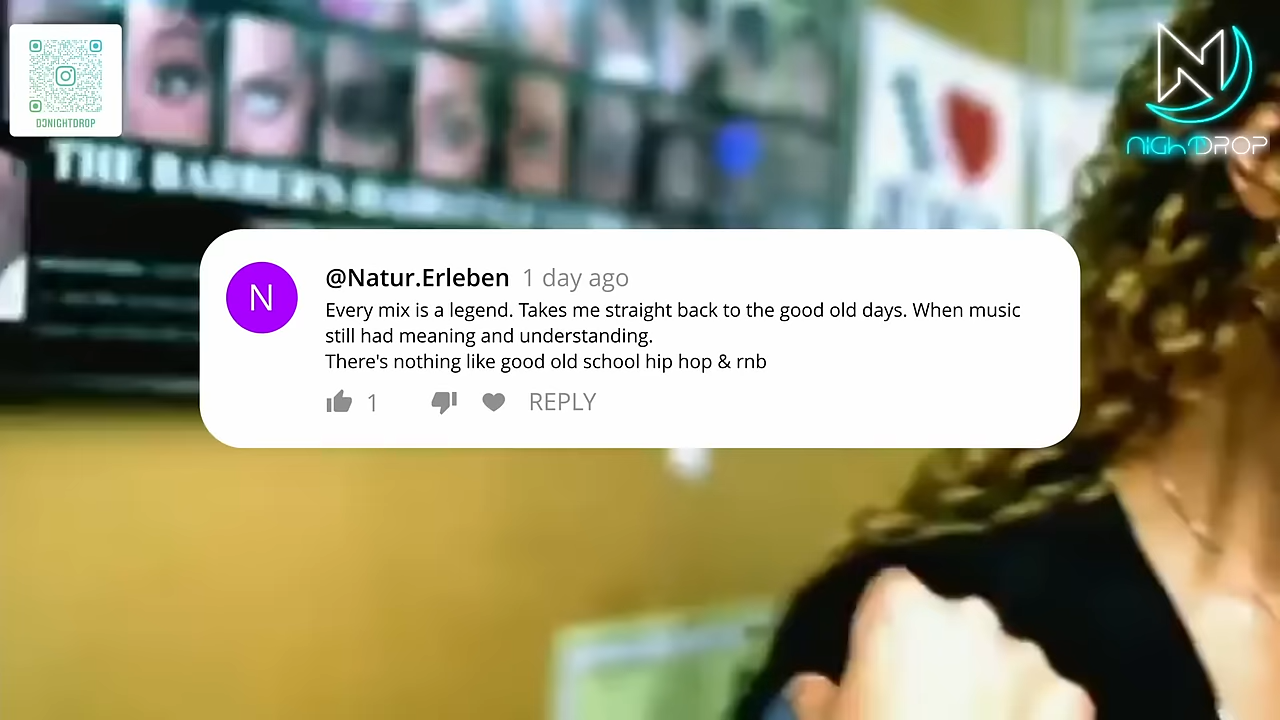 DJNIGHTDROP
NIGHTDROP
THE BARBER'S
I
@Natur.Erleben 1 day ago
N
Every mix is a legend. Takes me straight back to the good old days. When music
still had meaning and understanding.
There's nothing like good old school hip hop & rnb
1 REPLY